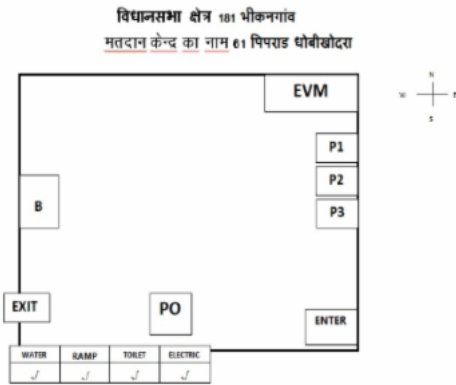 विधानसभा क्षेत्र 181 भीकनगांव
मतदान केन्द्र का नाम 61 पिपराड धोबीखोदरा
EVM
N
W E
S
P1
P2
P3
B
EXIT
PO
ENTER
WATER RAMP TOILET ELECTRIC
√ √ √ √